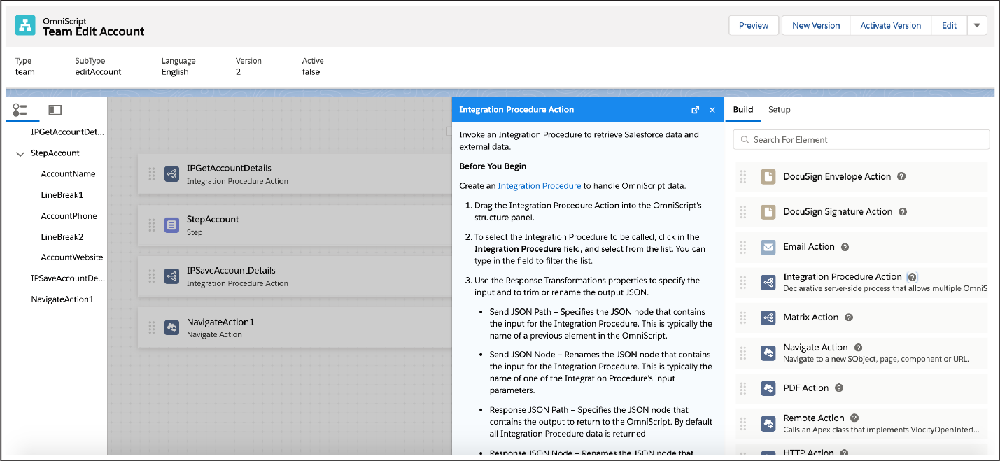 OmniScript
Team Edit Account
Preview
New Version
Activate Version
Edit
Type
team
SubType
editAccount
Language
English
Version
2
Active
false
IPGetAccountDet...
StepAccount
AccountName
LineBreak1
AccountPhone
LineBreak2
AccountWebsite
IPSaveAccountDe...
NavigateAction1
IPGetAccountDetails
Integration Procedure Action
StepAccount
Step
IPSaveAccountDetails
Integration Procedure Action
NavigateAction1
Navigate Action
Integration Procedure Action
Invoke an Integration Procedure to retrieve Salesforce data and
external data.
Before You Begin
Create an Integration Procedure to handle OmniScript data.
1. Drag the Integration Procedure Action into the OmniScript's
structure panel.
2. To select the Integration Procedure to be called, click in the
Integration Procedure field, and select from the list. You can
type in the field to filter the list.
3. Use the Response Transformations properties to specify the
input and to trim or rename the output JSON.
• Send JSON Path – Specifies the JSON node that contains
the input for the Integration Procedure. This is typically the
name of a previous element in the OmniScript.
• Send JSON Node – Renames the JSON node that contains
the input for the Integration Procedure. This is typically the
name of one of the Integration Procedure's input
parameters.
• Response JSON Path – Specifies the JSON node that
contains the output to return to the OmniScript. By default
all Integration Procedure data is returned.
• Response JSON Node – Renames the JSON node that
Build
Setup
Search For Element
DocuSign Envelope Action
DocuSign Signature Action
Email Action
Integration Procedure Action
Declarative server-side process that allows multiple OmniS
Matrix Action
Navigate Action
Navigate to a new SObject, page, component or URL.
PDF Action
Remote Action
Calls an Apex class that implements VlocityOpenInterf...
HTTP Action